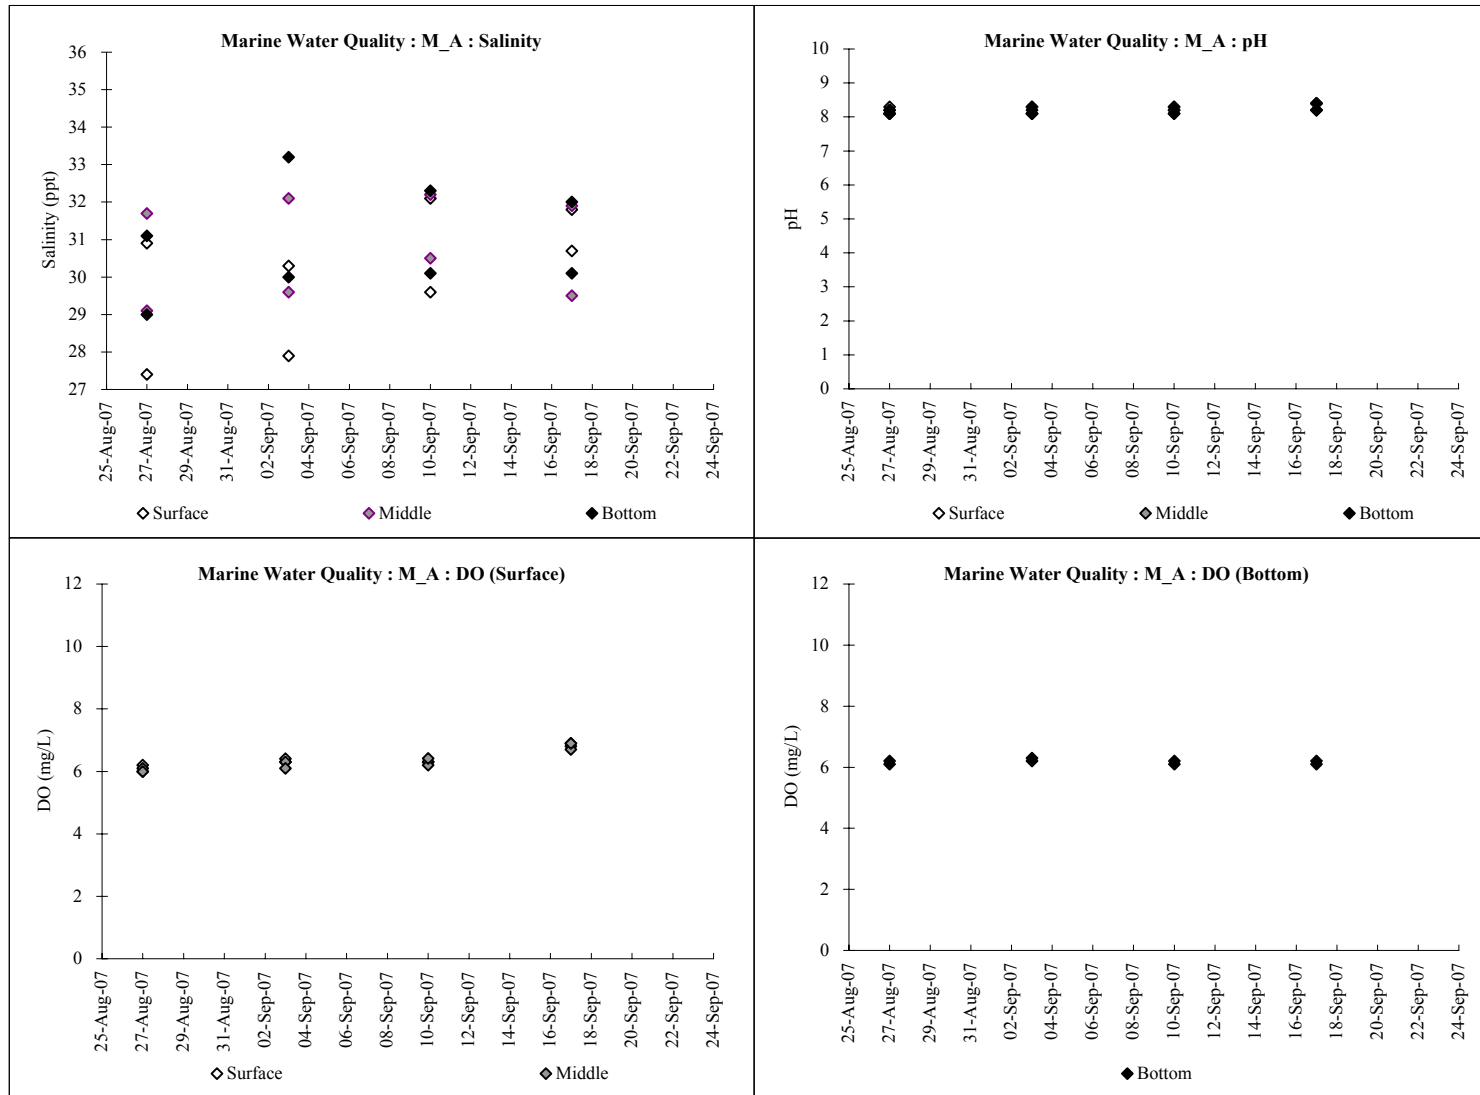 Marine Water Quality : M_A : Salinity
36
35
34
33
32
31
30
29
28
27
Salinity (ppt)
25-Aug-07
27-Aug-07
29-Aug-07
31-Aug-07
02-Sep-07
04-Sep-07
06-Sep-07
08-Sep-07
10-Sep-07
12-Sep-07
14-Sep-07
16-Sep-07
18-Sep-07
20-Sep-07
22-Sep-07
24-Sep-07
Surface Middle Bottom
Marine Water Quality : M_A : pH
10
9
8
7
6
5
4
3
2
1
0
pH
25-Aug-07
27-Aug-07
29-Aug-07
31-Aug-07
02-Sep-07
04-Sep-07
06-Sep-07
08-Sep-07
10-Sep-07
12-Sep-07
14-Sep-07
16-Sep-07
18-Sep-07
20-Sep-07
22-Sep-07
24-Sep-07
Surface Middle Bottom
Marine Water Quality : M_A : DO (Surface)
12
10
8
6
4
2
0
DO (mg/L)
25-Aug-07
27-Aug-07
29-Aug-07
31-Aug-07
02-Sep-07
04-Sep-07
06-Sep-07
08-Sep-07
10-Sep-07
12-Sep-07
14-Sep-07
16-Sep-07
18-Sep-07
20-Sep-07
22-Sep-07
24-Sep-07
Surface Middle
Marine Water Quality : M_A : DO (Bottom)
12
10
8
6
4
2
0
DO (mg/L)
25-Aug-07
27-Aug-07
29-Aug-07
31-Aug-07
02-Sep-07
04-Sep-07
06-Sep-07
08-Sep-07
10-Sep-07
12-Sep-07
14-Sep-07
16-Sep-07
18-Sep-07
20-Sep-07
22-Sep-07
24-Sep-07
Bottom